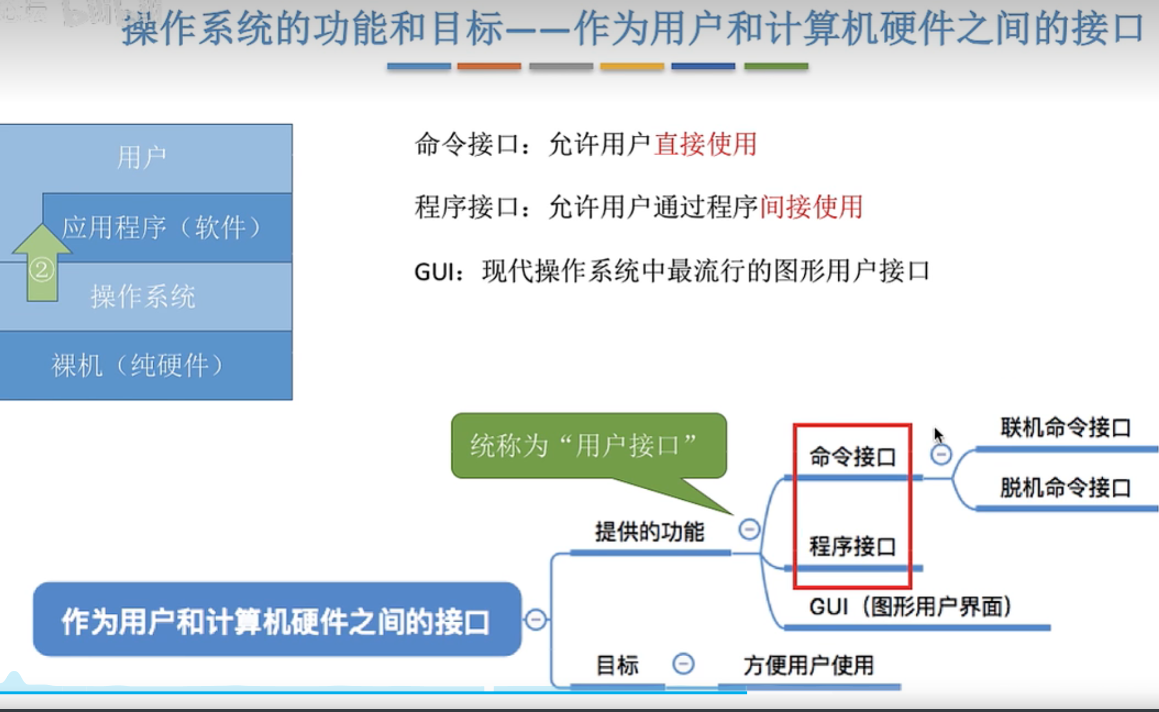 操作系统的功能和目标——作为用户和计算机硬件之间的接口
用户
应用程序（软件）
②
操作系统
裸机（纯硬件）
命令接口：允许用户直接使用
程序接口：允许用户通过程序间接使用
GUI：现代操作系统中最流行的图形用户接口
统称为“用户接口”
作为用户和计算机硬件之间的接口
提供的功能
命令接口
联机命令接口
脱机命令接口
程序接口
GUI（图形用户界面）
目标
方便用户使用